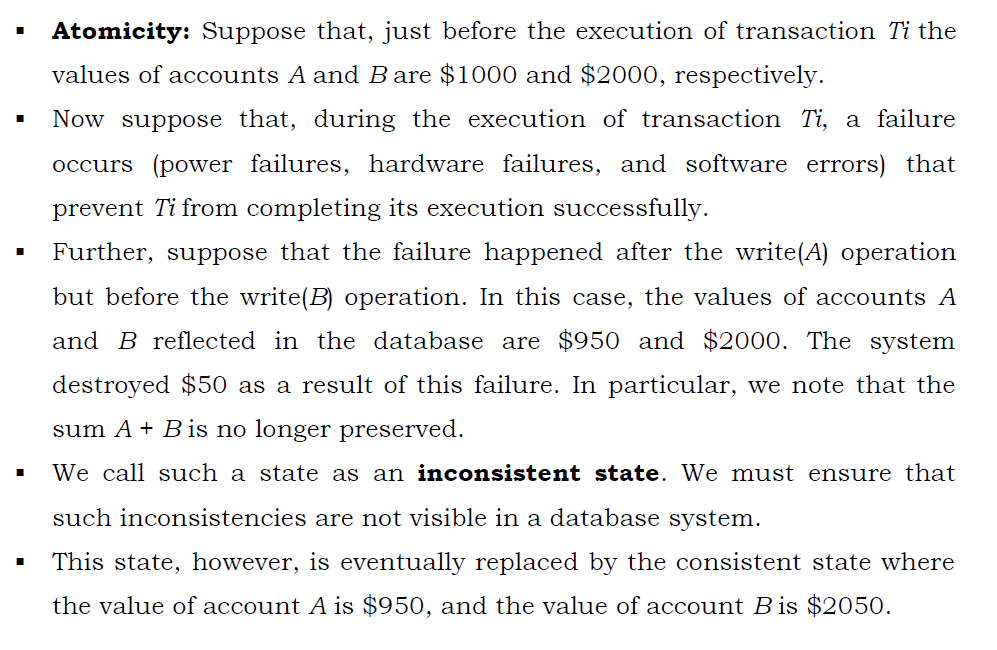 ▪ Atomicity: Suppose that, just before the execution of transaction Ti the
values of accounts A and B are $1000 and $2000, respectively.
▪ Now suppose that, during the execution of transaction Ti, a failure
occurs (power failures, hardware failures, and software errors) that
prevent Ti from completing its execution successfully.
▪ Further, suppose that the failure happened after the write(A) operation
but before the write(B) operation. In this case, the values of accounts A
and B reflected in the database are $950 and $2000. The system
destroyed $50 as a result of this failure. In particular, we note that the
sum A + B is no longer preserved.
▪ We call such a state as an inconsistent state. We must ensure that
such inconsistencies are not visible in a database system.
▪ This state, however, is eventually replaced by the consistent state where
the value of account A is $950, and the value of account B is $2050.